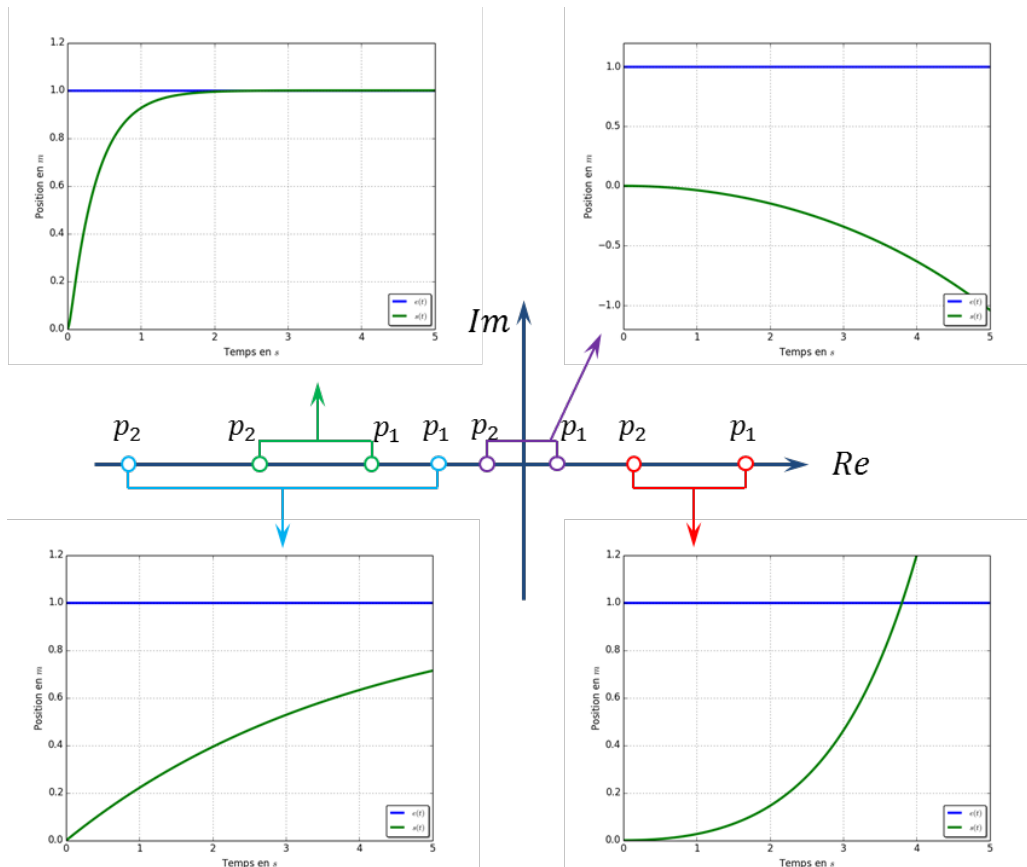 1.2
1.0
0.8
0.6
0.4
0.2
0.0
Position en m
0 1 2 3 4 5
Temps en s
e(t)
s(t)
1.0
0.5
0.0
−0.5
−1.0
Position en m
0 1 2 3 4 5
Temps en s
e(t)
s(t)
Im
p₂ p₂ p₁ p₁ p₂ p₁ p₂ p₁
Re
1.2
1.0
0.8
0.6
0.4
0.2
0.0
Position en m
0 1 2 3 4 5
Temps en s
e(t)
s(t)
1.2
1.0
0.8
0.6
0.4
0.2
0.0
Position en m
0 1 2 3 4 5
Temps en s
e(t)
s(t)